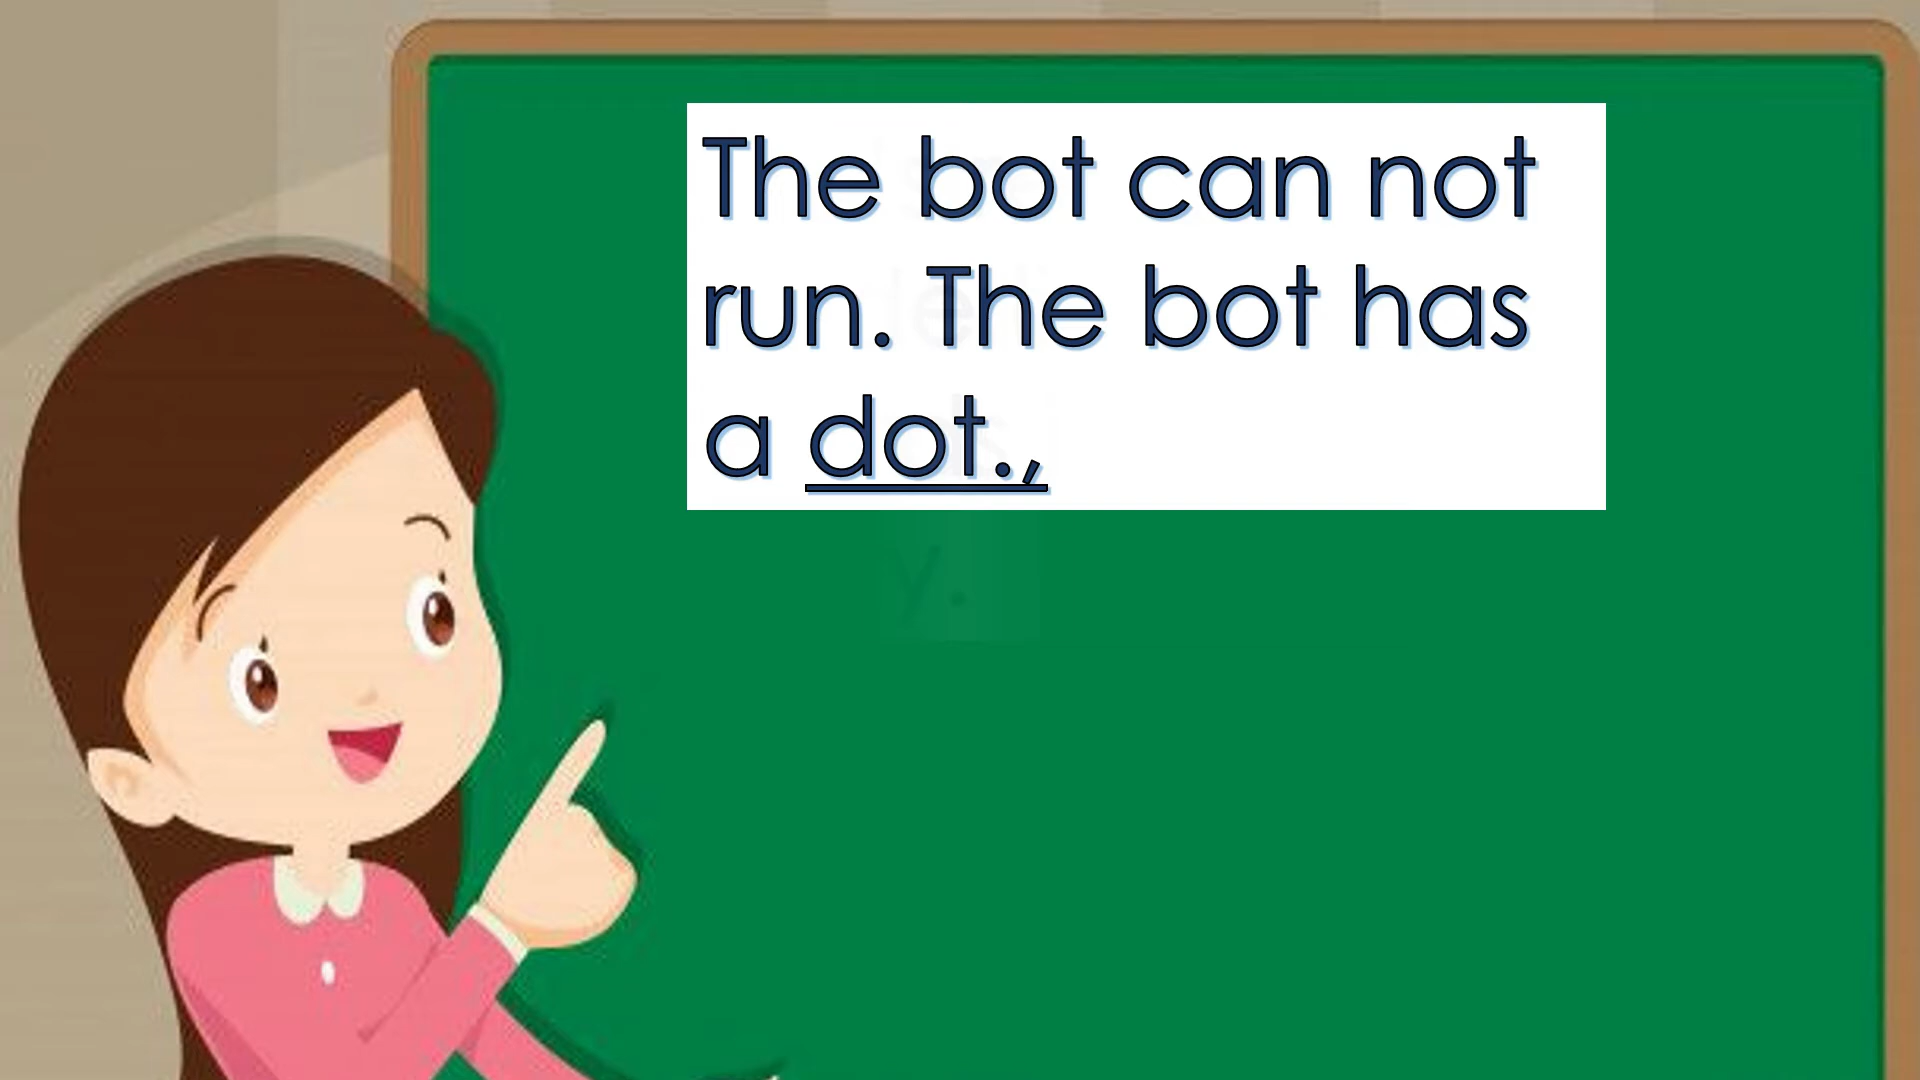 The bot can not
run. The bot has
a dot.,
y.